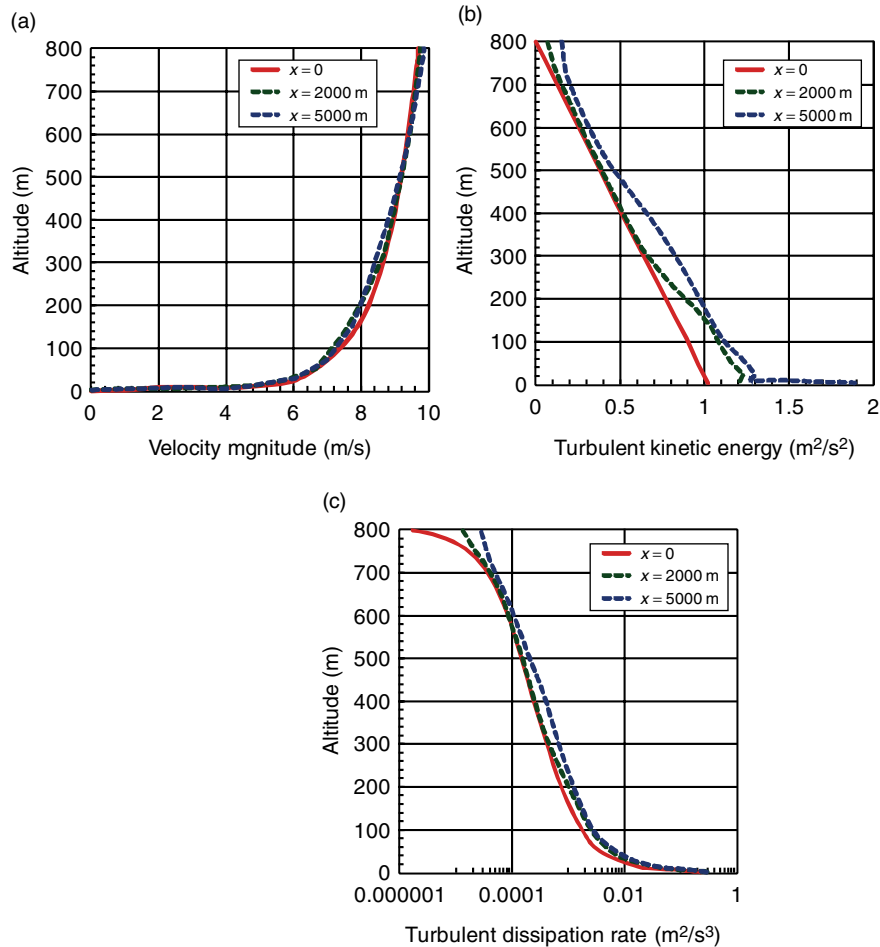 (a)
800
700
600
500
400
300
200
100
0
Altitude (m)
x = 0
x = 2000 m
x = 5000 m
0 2 4 6 8 10
Velocity mgnitude (m/s)
(b)
800
700
600
500
400
300
200
100
0
Altitude (m)
x = 0
x = 2000 m
x = 5000 m
0 0.5 1 1.5 2
Turbulent kinetic energy (m²/s²)
(c)
800
700
600
500
400
300
200
100
0
Altitude (m)
x = 0
x = 2000 m
x = 5000 m
0.000001 0.0001 0.01 1
Turbulent dissipation rate (m²/s³)